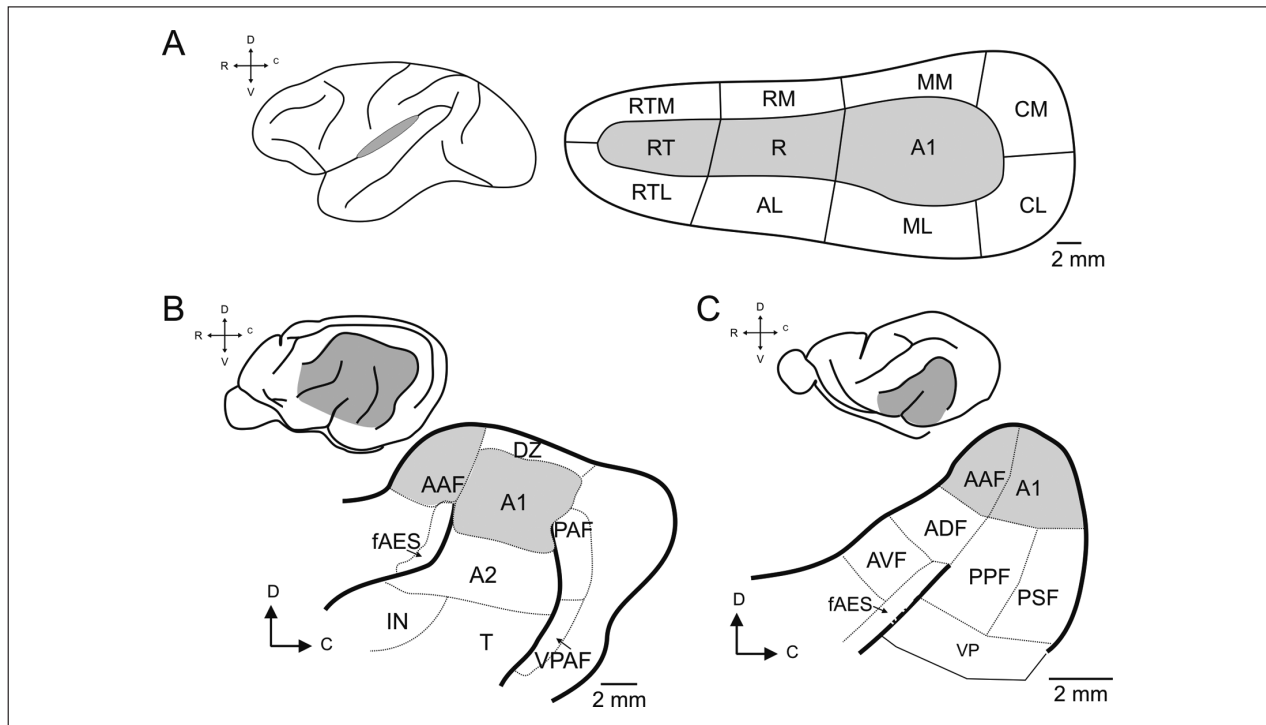 A
D
R C
V
RTM RM MM CM
RT R A1
RTL AL ML CL
2 mm
B
D
R C
V
DZ
AAF A1
fAES PAF
A2
D
C
IN T
VPAF
2 mm
C
D
R C
V
AAF A1
ADF
AVF PPF
fAES PSF
D
C
VP
2 mm